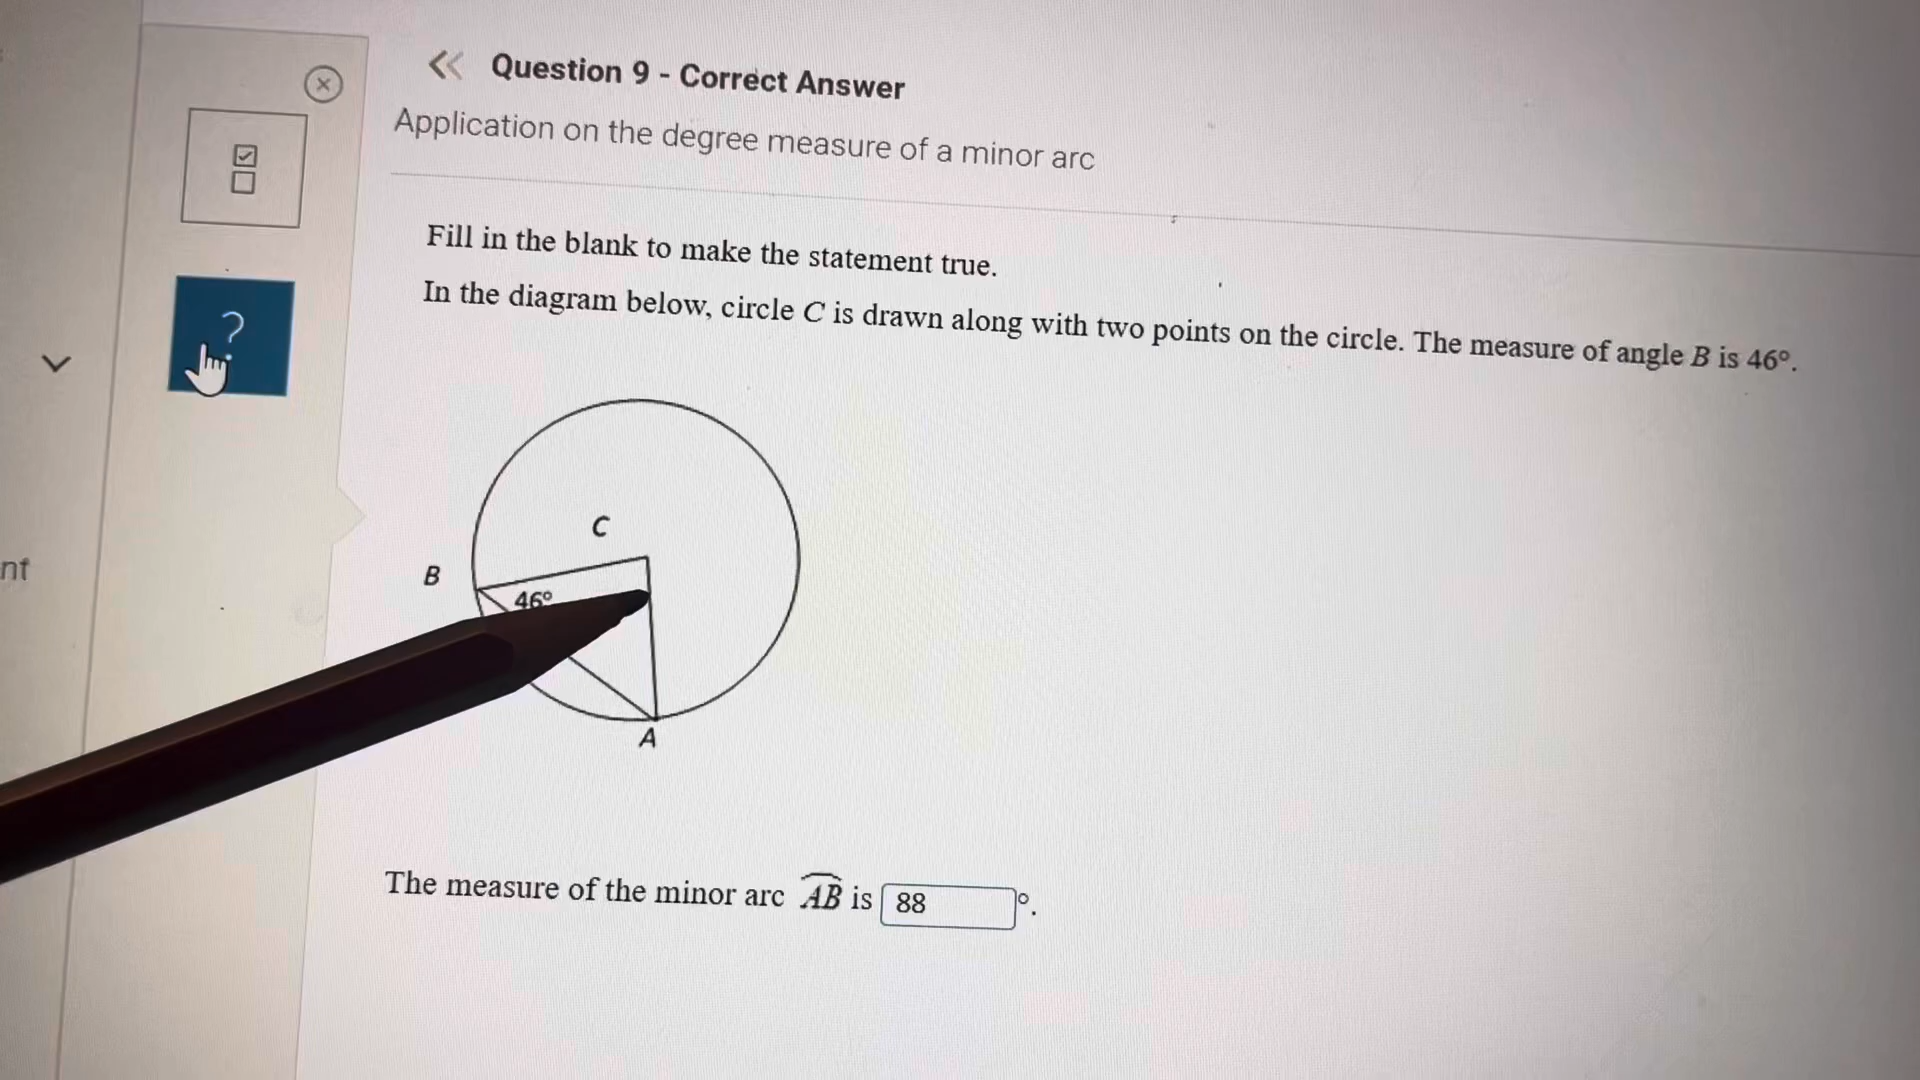 Question 9 - Correct Answer
Application on the degree measure of a minor arc
?
Fill in the blank to make the statement true.
In the diagram below, circle C is drawn along with two points on the circle. The measure of angle B is 46°.
C
B
46°
nt
A
The measure of the minor arc AB is 88 °.